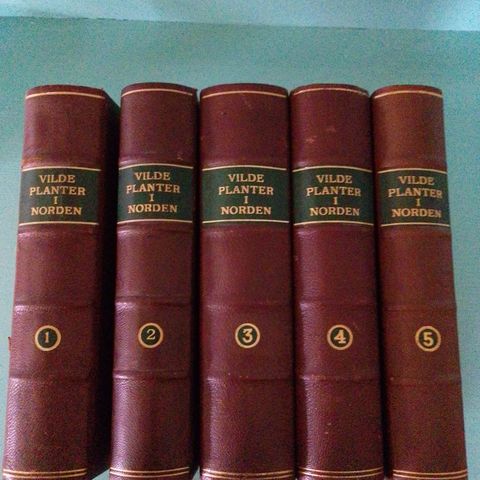 VILDE
PLANTER
I
NORDEN
1
VILDE
PLANTER
I
NORDEN
2
VILDE
PLANTER
I
NORDEN
3
VILDE
PLANTER
I
NORDEN
4
VILDE
PLANTER
I
NORDEN
5